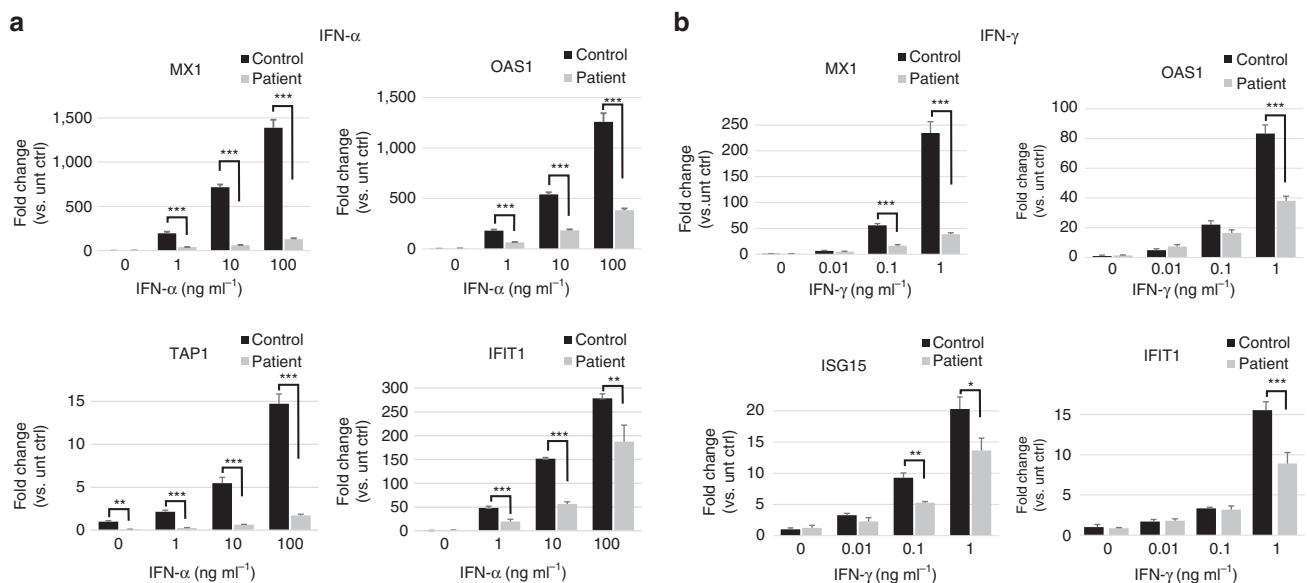 a
IFN-α
MX1
Control
Patient
Fold change
(vs. unt ctrl)
1,500
1,000
500
0
***
***
***
0 1 10 100
IFN-α (ng ml⁻¹)
OAS1
Control
Patient
Fold change
(vs. unt ctrl)
1,500
1,000
500
0
***
***
***
0 1 10 100
IFN-α (ng ml⁻¹)
TAP1
Control
Patient
Fold change
(vs. unt ctrl)
15
10
5
0
**
***
***
***
0 1 10 100
IFN-α (ng ml⁻¹)
IFIT1
Control
Patient
Fold change
(vs. unt ctrl)
300
250
200
150
100
50
0
***
***
**
0 1 10 100
IFN-α (ng ml⁻¹)
b
IFN-γ
MX1
Control
Patient
Fold change
(vs.unt ctrl)
250
200
150
100
50
0
***
***
0 0.01 0.1 1
IFN-γ (ng ml⁻¹)
OAS1
Control
Patient
Fold change
(vs. unt ctrl)
100
80
60
40
20
0
***
0 0.01 0.1 1
IFN-γ (ng ml⁻¹)
ISG15
Control
Patient
Fold change
(vs. unt ctrl)
20
15
10
5
0
**
*
0 0.01 0.1 1
IFN-γ (ng ml⁻¹)
IFIT1
Control
Patient
Fold change
(vs. unt ctrl)
15
10
5
0
***
0 0.01 0.1 1
IFN-γ (ng ml⁻¹)